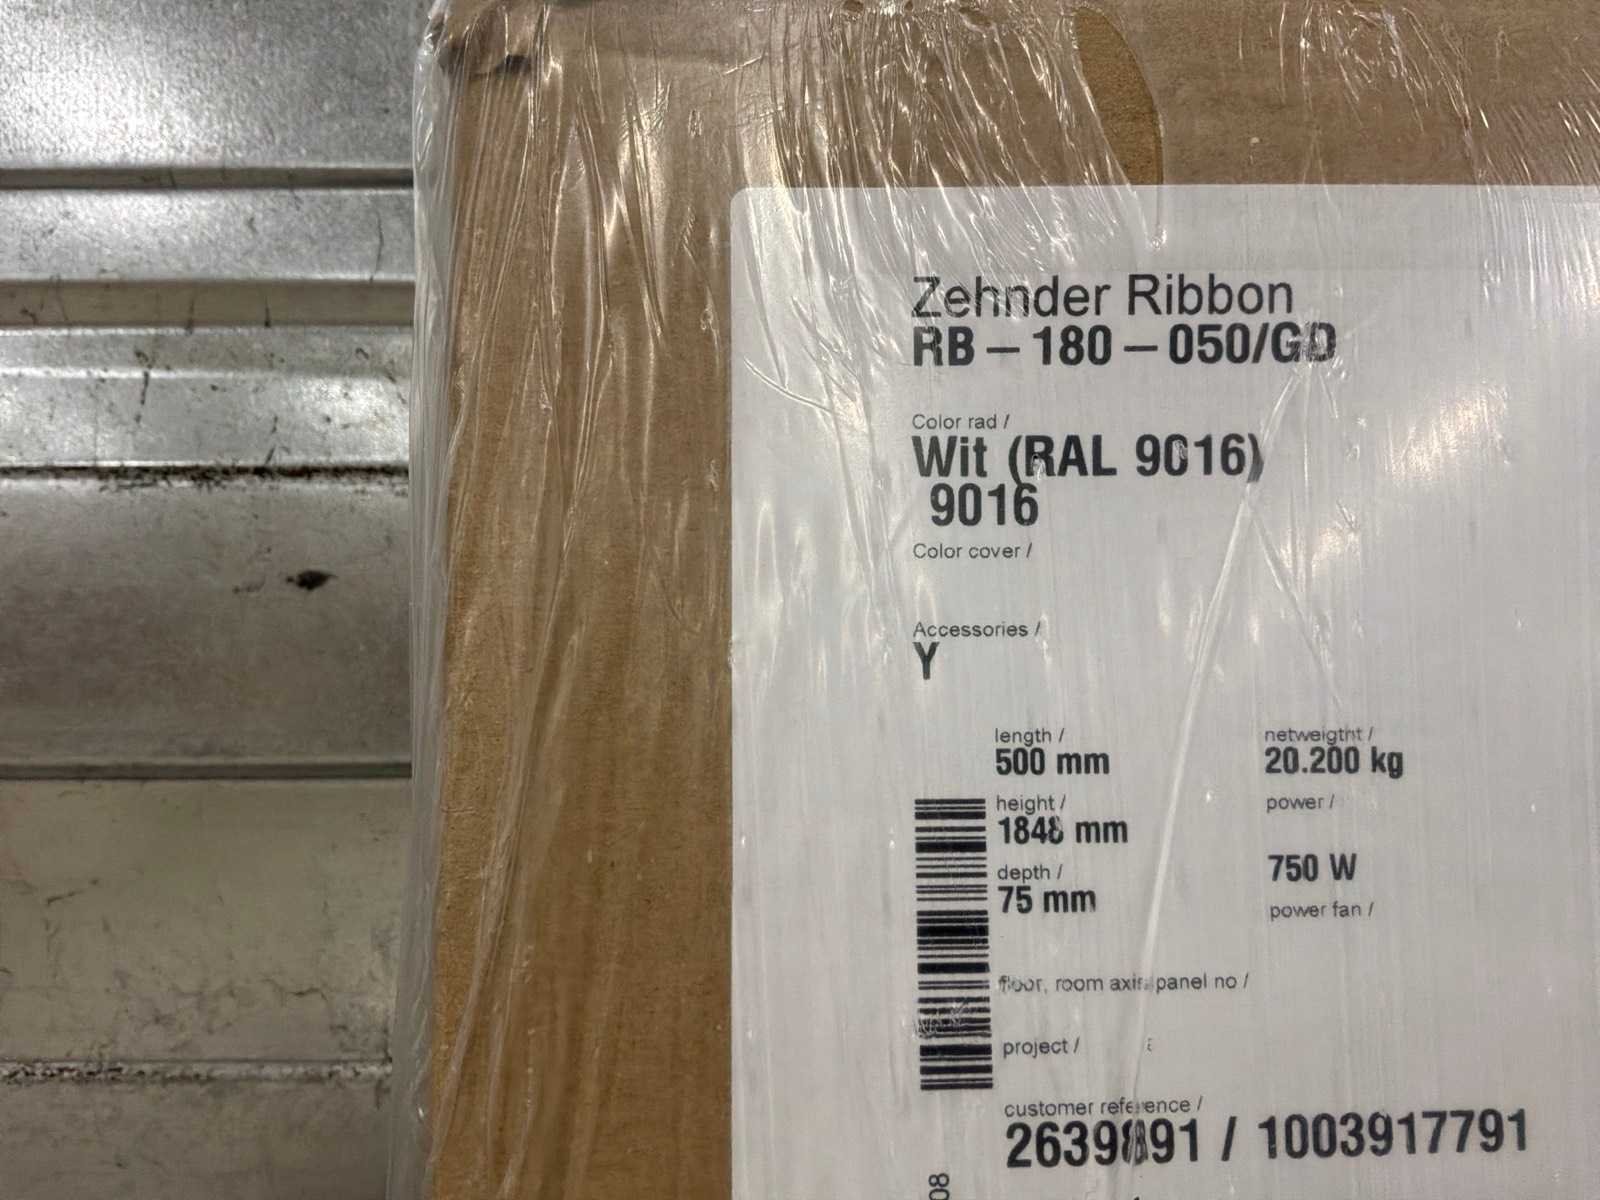 Zehnder Ribbon
RB – 180 – 050/GD
Color rad /
Wit (RAL 9016)
9016
Color cover /
Accessories /
Y
length /
500 mm
netweigtht /
20.200 kg
height /
1848 mm
power /
depth /
75 mm
750 W
power fan /
floor, room axis, panel no /
project /
customer reference /
2639891 / 1003917791
08